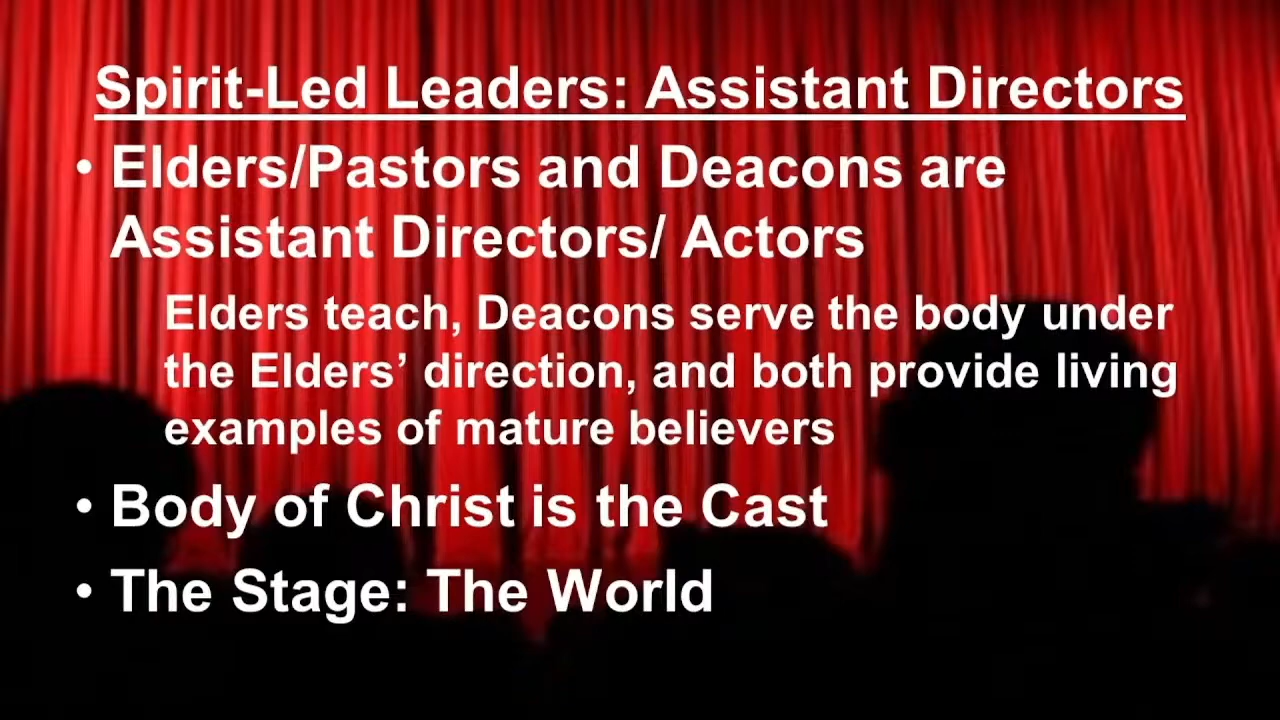 Spirit-Led Leaders: Assistant Directors
• Elders/Pastors and Deacons are
Assistant Directors/ Actors
Elders teach, Deacons serve the body under
the Elders’ direction, and both provide living
examples of mature believers
• Body of Christ is the Cast
• The Stage: The World